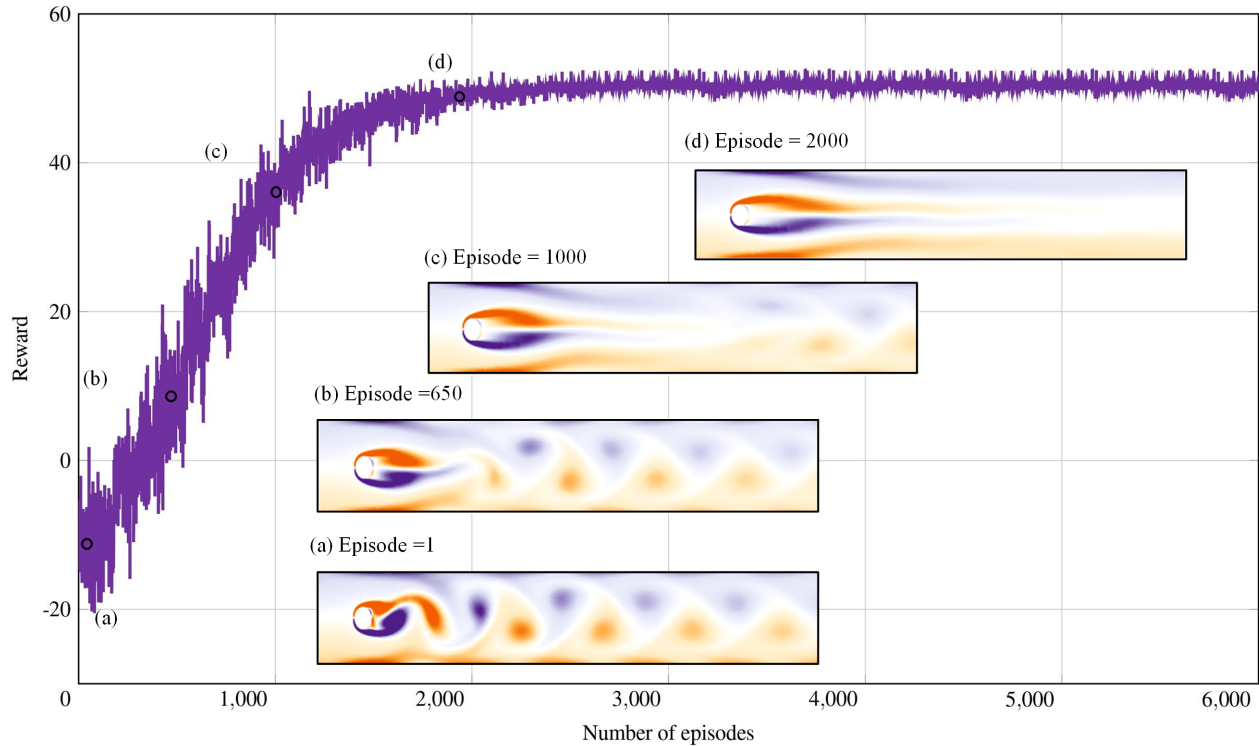 60
(d)
(c)
40
(d) Episode = 2000
(c) Episode = 1000
20
Reward
(b)
(b) Episode =650
0
(a) Episode =1
-20
(a)
0 1,000 2,000 3,000 4,000 5,000 6,000
Number of episodes